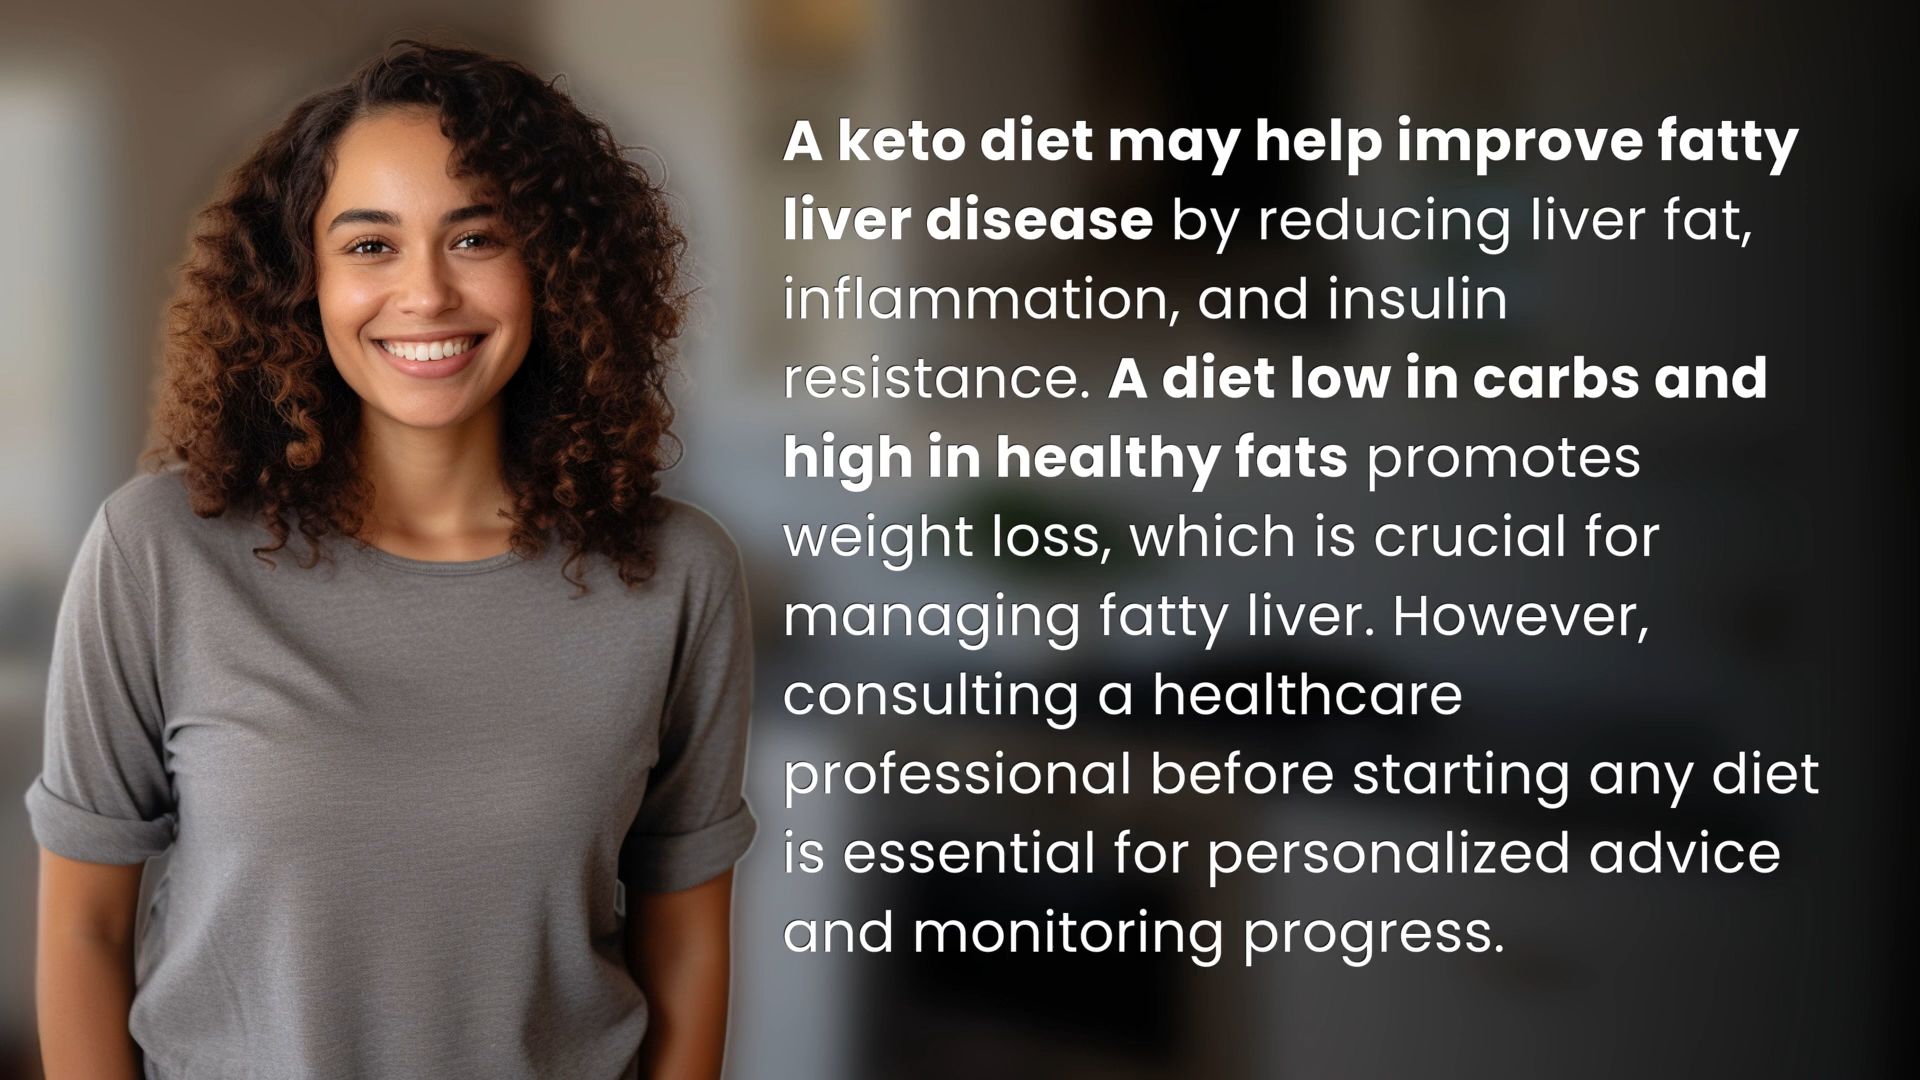 A keto diet may help improve fatty
liver disease by reducing liver fat,
inflammation, and insulin
resistance. A diet low in carbs and
high in healthy fats promotes
weight loss, which is crucial for
managing fatty liver. However,
consulting a healthcare
professional before starting any diet
is essential for personalized advice
and monitoring progress.